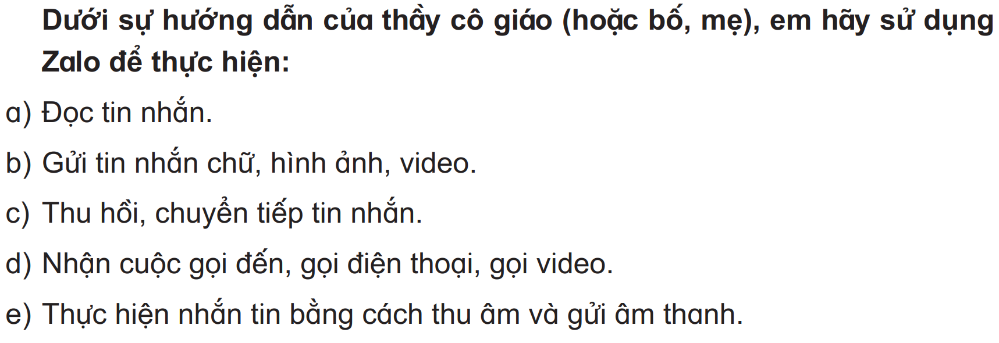 Dưới sự hướng dẫn của thầy cô giáo (hoặc bố, mẹ), em hãy sử dụng
Zalo để thực hiện:
a) Đọc tin nhắn.
b) Gửi tin nhắn chữ, hình ảnh, video.
c) Thu hồi, chuyển tiếp tin nhắn.
d) Nhận cuộc gọi đến, gọi điện thoại, gọi video.
e) Thực hiện nhắn tin bằng cách thu âm và gửi âm thanh.